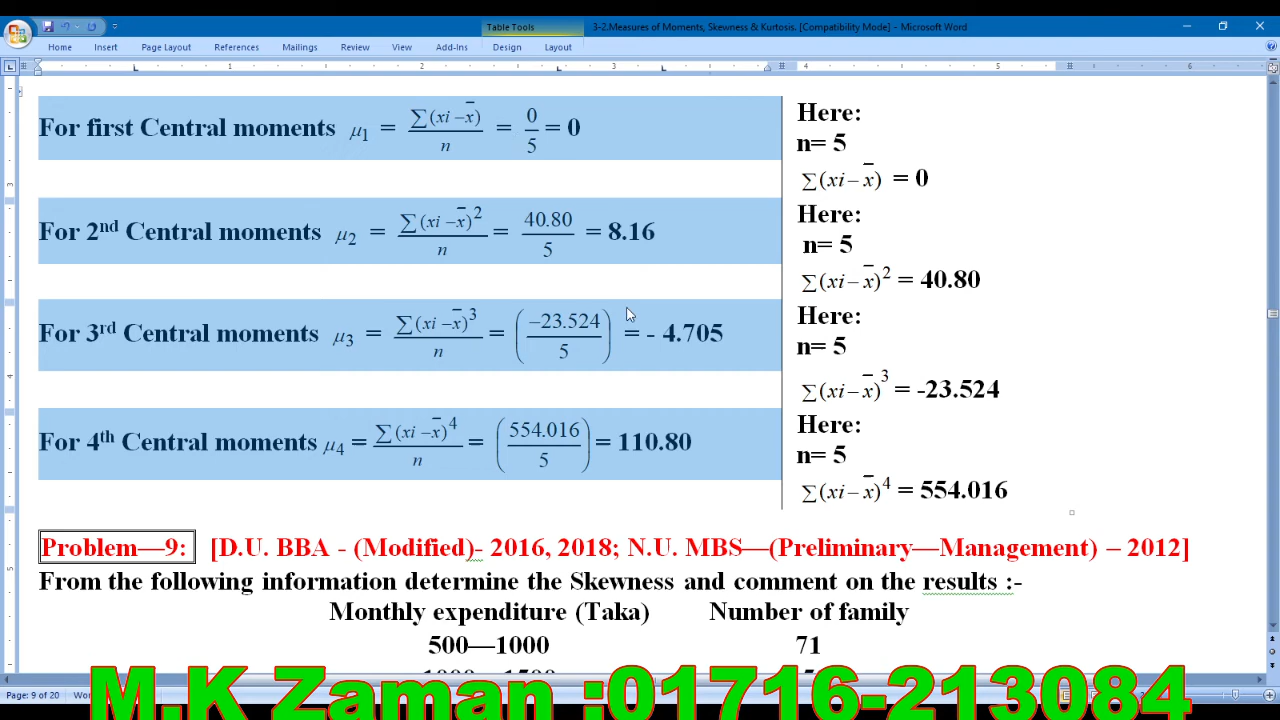 Table Tools
3-2.Measures of Moments, Skewness & Kurtosis. [Compatibility Mode] - Microsoft Word
Home Insert Page Layout References Mailings Review View Add-Ins Design Layout
1 2 3 4 5 6
For first Central moments μ1 = ∑(xi – x̄) / n = 0/5 = 0
For 2nd Central moments μ2 = ∑(xi – x̄)² / n = 40.80/5 = 8.16
For 3rd Central moments μ3 = ∑(xi – x̄)³ / n = (–23.524/5) = - 4.705
For 4th Central moments μ4 = ∑(xi – x̄)⁴ / n = (554.016/5) = 110.80
Here:
n= 5
∑(xi – x̄) = 0
Here:
n= 5
∑(xi – x̄)² = 40.80
Here:
n= 5
∑(xi – x̄)³ = -23.524
Here:
n= 5
∑(xi – x̄)⁴ = 554.016
Problem—9: [D.U. BBA - (Modified)- 2016, 2018; N.U. MBS—(Preliminary—Management) – 2012]
From the following information determine the Skewness and comment on the results :-
Monthly expenditure (Taka) Number of family
500—1000 71
M.K Zaman :01716-213084
Page: 9 of 20